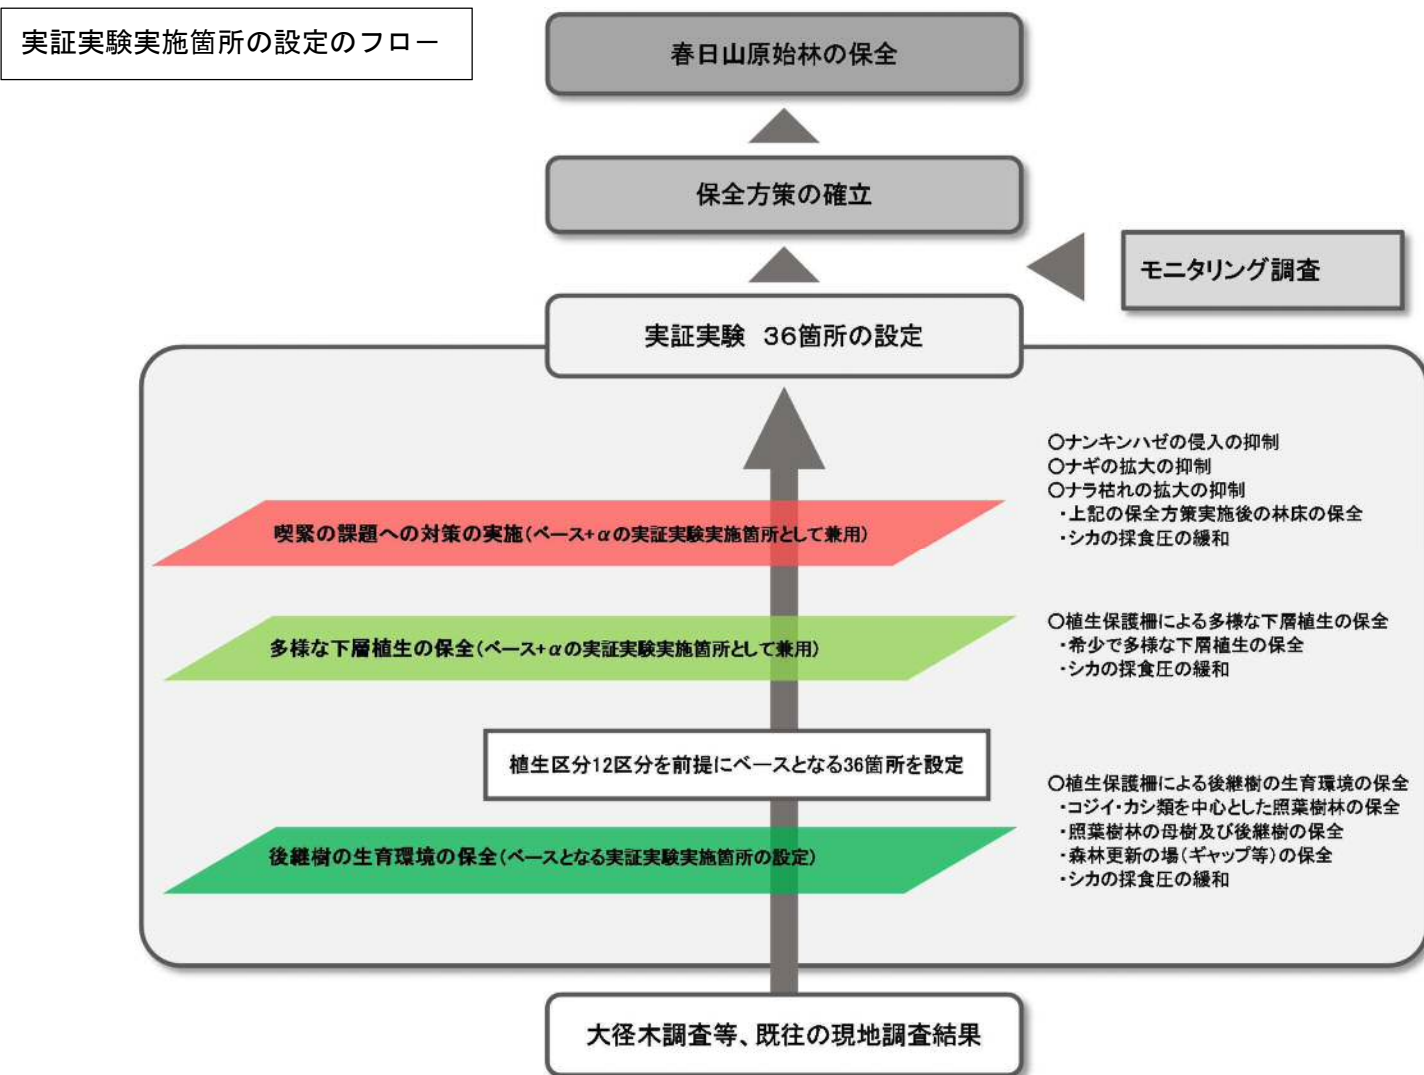 実証実験実施箇所の設定のフロー
春日山原始林の保全
保全方策の確立
モニタリング調査
実証実験 36箇所の設定
〇ナンキンハゼの侵入の抑制
〇ナギの拡大の抑制
〇ナラ枯れの拡大の抑制
・上記の保全方策実施後の林床の保全
・シカの採食圧の緩和
喫緊の課題への対策の実施(ベース+αの実証実験実施箇所として兼用)
〇植生保護柵による多様な下層植生の保全
・希少で多様な下層植生の保全
・シカの採食圧の緩和
多様な下層植生の保全(ベース+αの実証実験実施箇所として兼用)
植生区分12区分を前提にベースとなる36箇所を設定
〇植生保護柵による後継樹の生育環境の保全
・コジイ・カシ類を中心とした照葉樹林の保全
・照葉樹林の母樹及び後継樹の保全
・森林更新の場(ギャップ等)の保全
・シカの採食圧の緩和
後継樹の生育環境の保全(ベースとなる実証実験実施箇所の設定)
大径木調査等、既往の現地調査結果